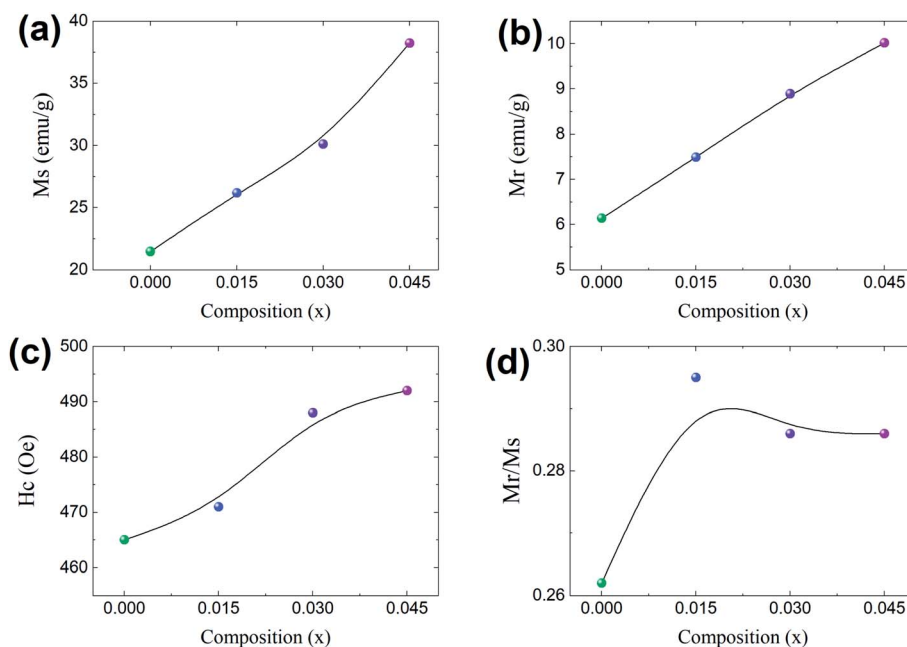 (a)
40
35
30
25
20
Ms (emu/g)
0.000 0.015 0.030 0.045
Composition (x)
(b)
10
9
8
7
6
5
Mr (emu/g)
0.000 0.015 0.030 0.045
Composition (x)
(c)
500
490
480
470
460
Hc (Oe)
0.000 0.015 0.030 0.045
Composition (x)
(d)
0.30
0.28
0.26
Mr/Ms
0.000 0.015 0.030 0.045
Composition (x)